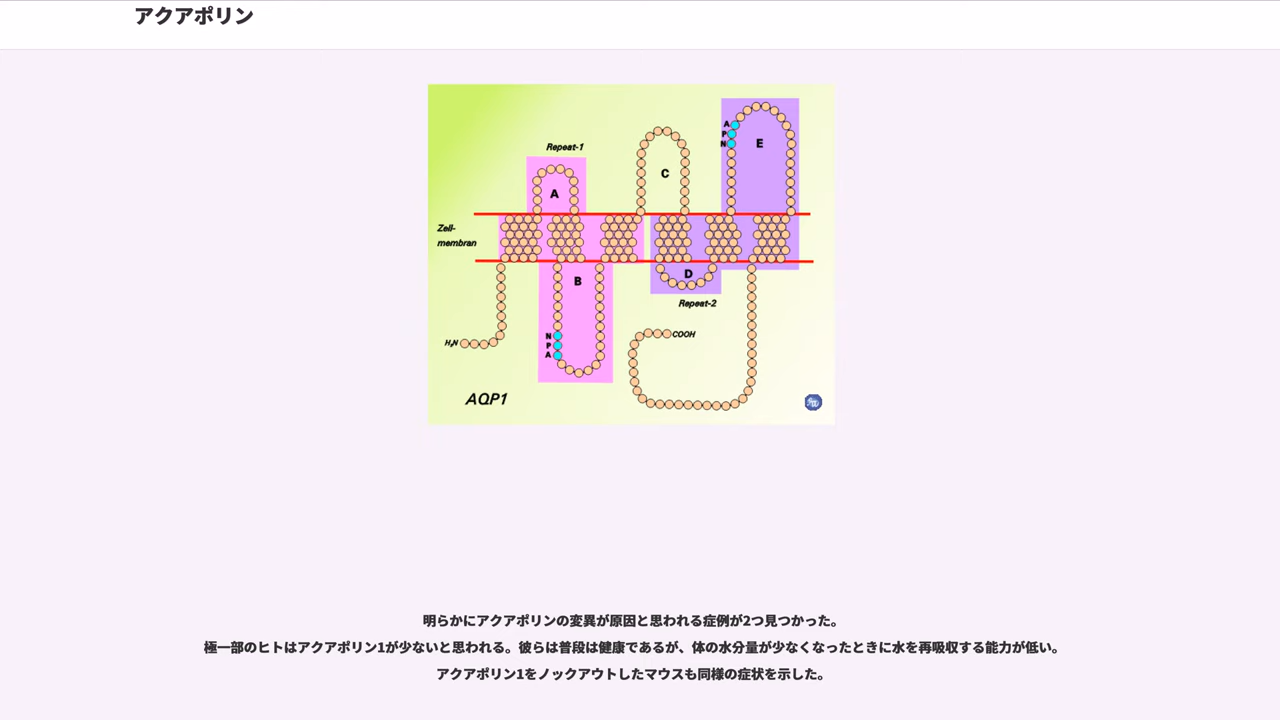 アクアポリン
Repeat-1
A
P
N
E
C
A
Zell-
membran
B
D
Repeat-2
N
P
A
H₂N
COOH
AQP1
明らかにアクアポリンの変異が原因と思われる症例が2つ見つかった。
極一部のヒトはアクアポリン1が少ないと思われる。彼らは普段は健康であるが、体の水分量が少なくなったときに水を再吸収する能力が低い。
アクアポリン1をノックアウトしたマウスも同様の症状を示した。